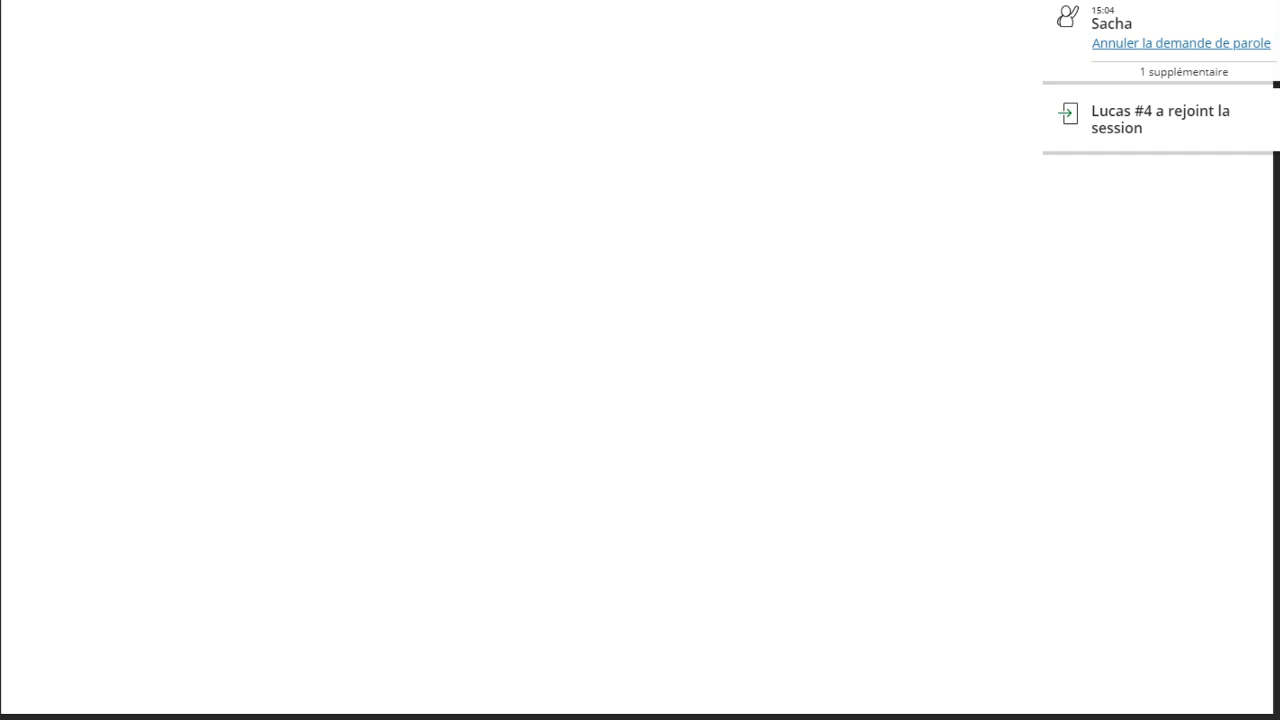 15:04
Sacha
Annuler la demande de parole
1 supplémentaire
Lucas #4 a rejoint la
session